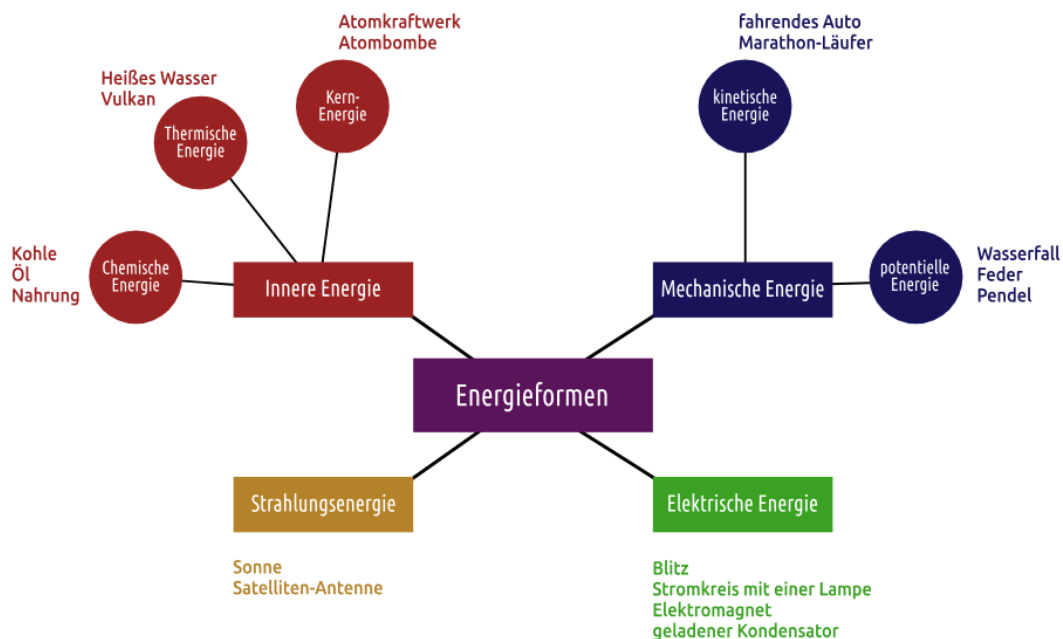 Atomkraftwerk
Atombombe
Kern-
Energie
Heißes Wasser
Vulkan
Thermische
Energie
Kohle
Öl
Nahrung
Chemische
Energie
Innere Energie
fahrendes Auto
Marathon-Läufer
kinetische
Energie
Mechanische Energie
potentielle
Energie
Wasserfall
Feder
Pendel
Energieformen
Strahlungsenergie
Sonne
Satelliten-Antenne
Elektrische Energie
Blitz
Stromkreis mit einer Lampe
Elektromagnet
geladener Kondensator